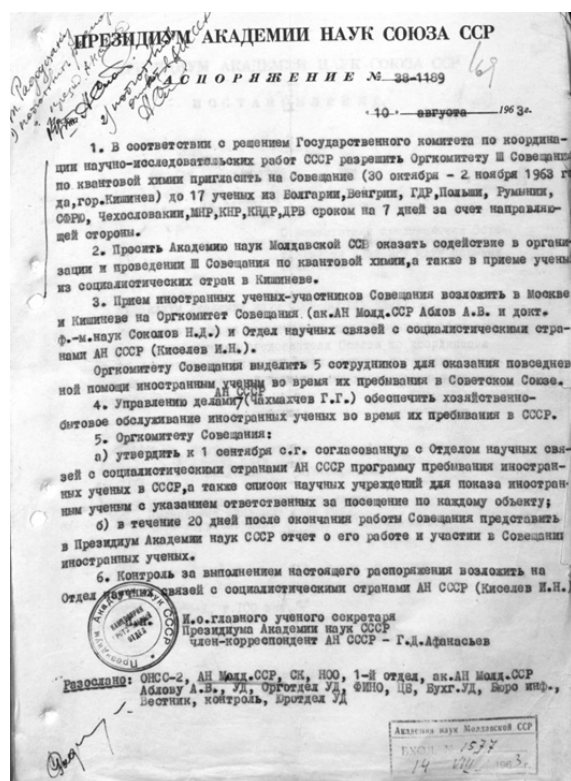 ПРЕЗИДИУМ АКАДЕМИИ НАУК СОЮЗА ССР
АСПОРЯЖЕНИЕ № 38-1189
"10" августа 1963г.
1. В соответствии с решением Государственного комитета по координа-
ции научно-исследовательских работ СССР разрешить Оргкомитету Ш Совещания
по квантовой химии пригласить на Совещание (30 октября - 2 ноября 1963 го
да,гор.Кишинев) до 17 ученых из Болгарии,Венгрии, ГДР,Польши, Румынии,
СФРЮ, Чехословакии,МНР,КНР,КНДР,ДРВ сроком на 7 дней за счет направляю-
щей стороны.
2. Просить Академию наук Молдавской ССР оказать содействие в органи-
зации и проведении Ш Совещания по квантовой химии,а также в приеме ученых
из социалистических стран в Кишиневе.
3. Прием иностранных ученых-участников Совещания возложить в Москве
и Кишиневе на Оргкомитет Совещания (ак.АН Молд.ССР Аблов А.В. и докт.
ф.-м.наук Соколов Н.Д.) и Отдел научных связей с социалистическими стра-
нами АН СССР (Киселев И.Н.).
Оргкомитету Совещания выделить 5 сотрудников для оказания повседнев
ной помощи иностранным ученым во время их пребывания в Советском Союзе.
АН СССР
4. Управлению делами (Чахмахчев Г.Г.) обеспечить хозяйственно-
бытовое обслуживание иностранных ученых во время их пребывания в СССР.
5. Оргкомитету Совещания:
а) утвердить к 1 сентября с.г. согласованную с Отделом научных свя-
зей с социалистическими странами АН СССР программу пребывания иностран-
ных ученых в СССР,а также список научных учреждений для показа иностран-
ным ученым с указанием ответственных за посещение по каждому объекту;
б) в течение 20 дней после окончания работы Совещания представить
в Президиум Академии наук СССР отчет о его работе и участии в Совещании
иностранных ученых.
6. Контроль за выполнением настоящего распоряжения возложить на
Отдел научных связей с социалистическими странами АН СССР (Киселев И.Н.)
И.о.главного ученого секретаря
Президиума Академии наук СССР
член-корреспондент АН СССР - Г.Д.Афанасьев
Разослано: ОНСС-2, АН Молд.ССР, СК, НОО, 1-й отдел, ак.АН Молд.ССР
Аблову А.В., УД, Орготдел УД, ФИНО, ЦБ, Бухг.УД, Бюро инф.,
Вестник, контроль, Юротдел УД
Академия наук Молдавской ССР
ВХОД. № 1577
14 VIII 1963г.